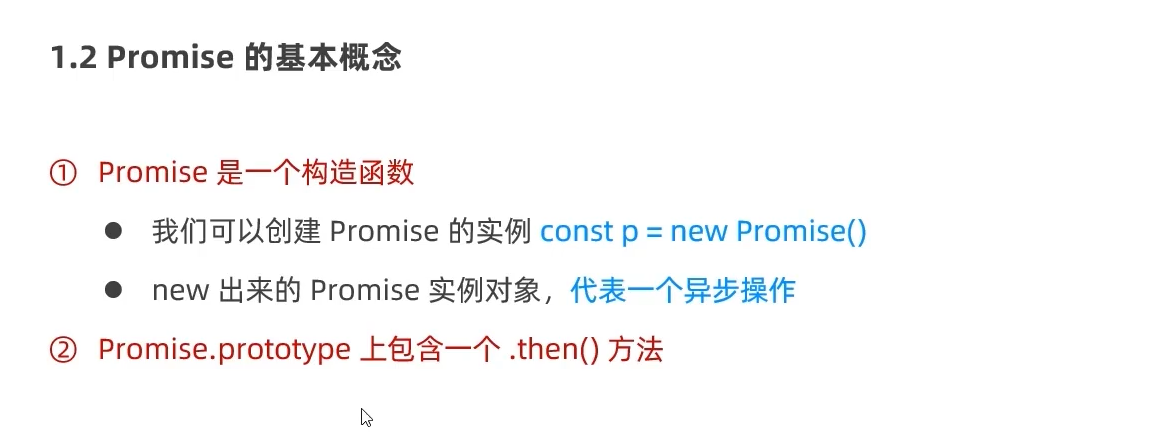 1.2 Promise 的基本概念
① Promise 是一个构造函数
● 我们可以创建 Promise 的实例 const p = new Promise()
● new 出来的 Promise 实例对象，代表一个异步操作
② Promise.prototype 上包含一个 .then() 方法